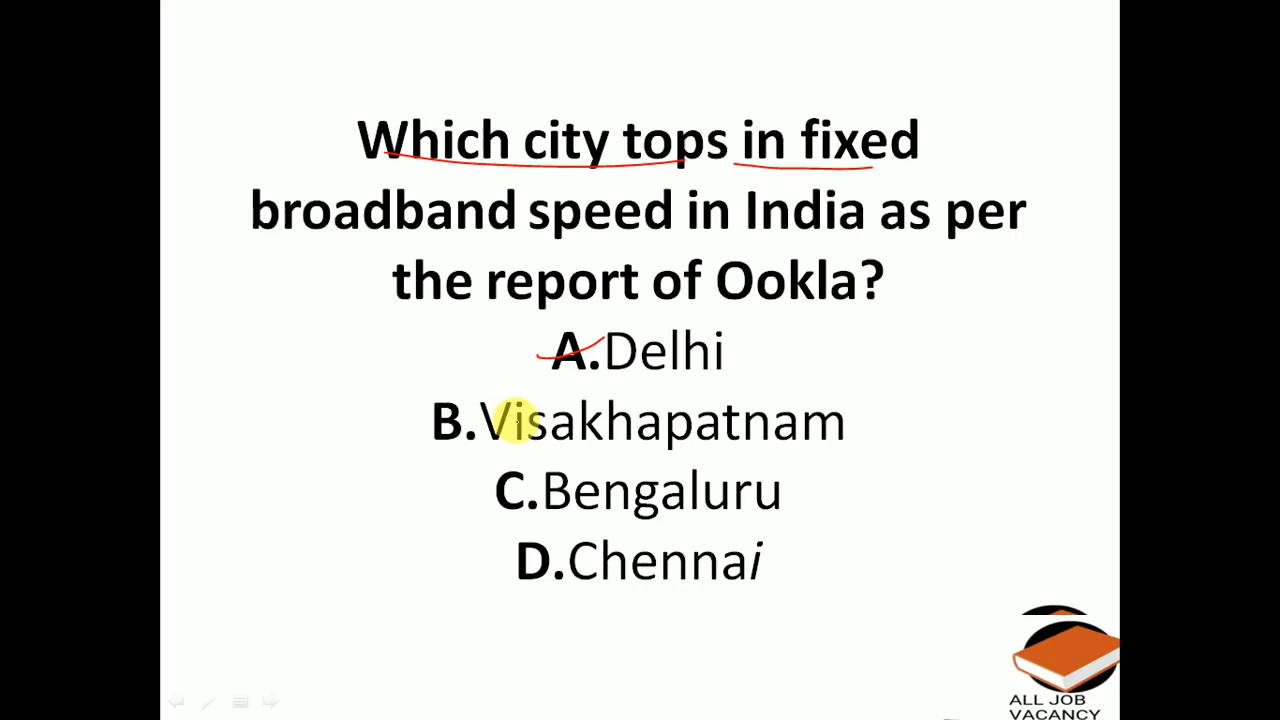 Which city tops in fixed
broadband speed in India as per
the report of Ookla?
A.Delhi
B.Visakhapatnam
C.Bengaluru
D.Chennai
ALL JOB
VACANCY